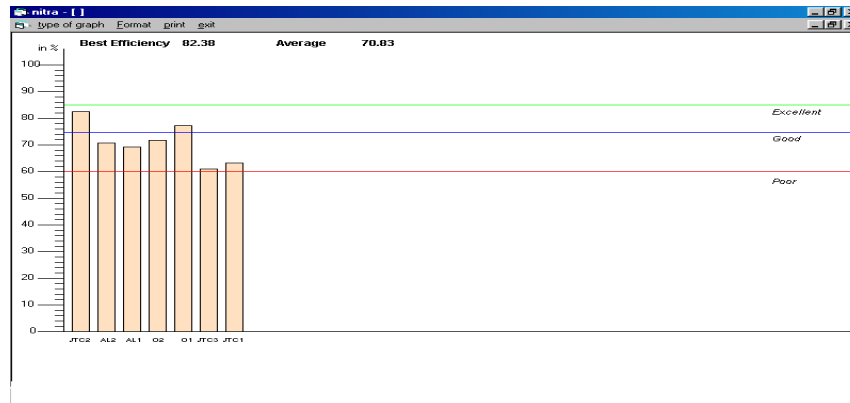 nitra - [ ]
type of graph Format print exit
in % Best Efficiency 82.38 Average 70.83
100
90
Excellent
80
Good
70
60
Poor
50
40
30
20
10
0
JTC2 AL2 AL1 O2 O1 JTC3 JTC1